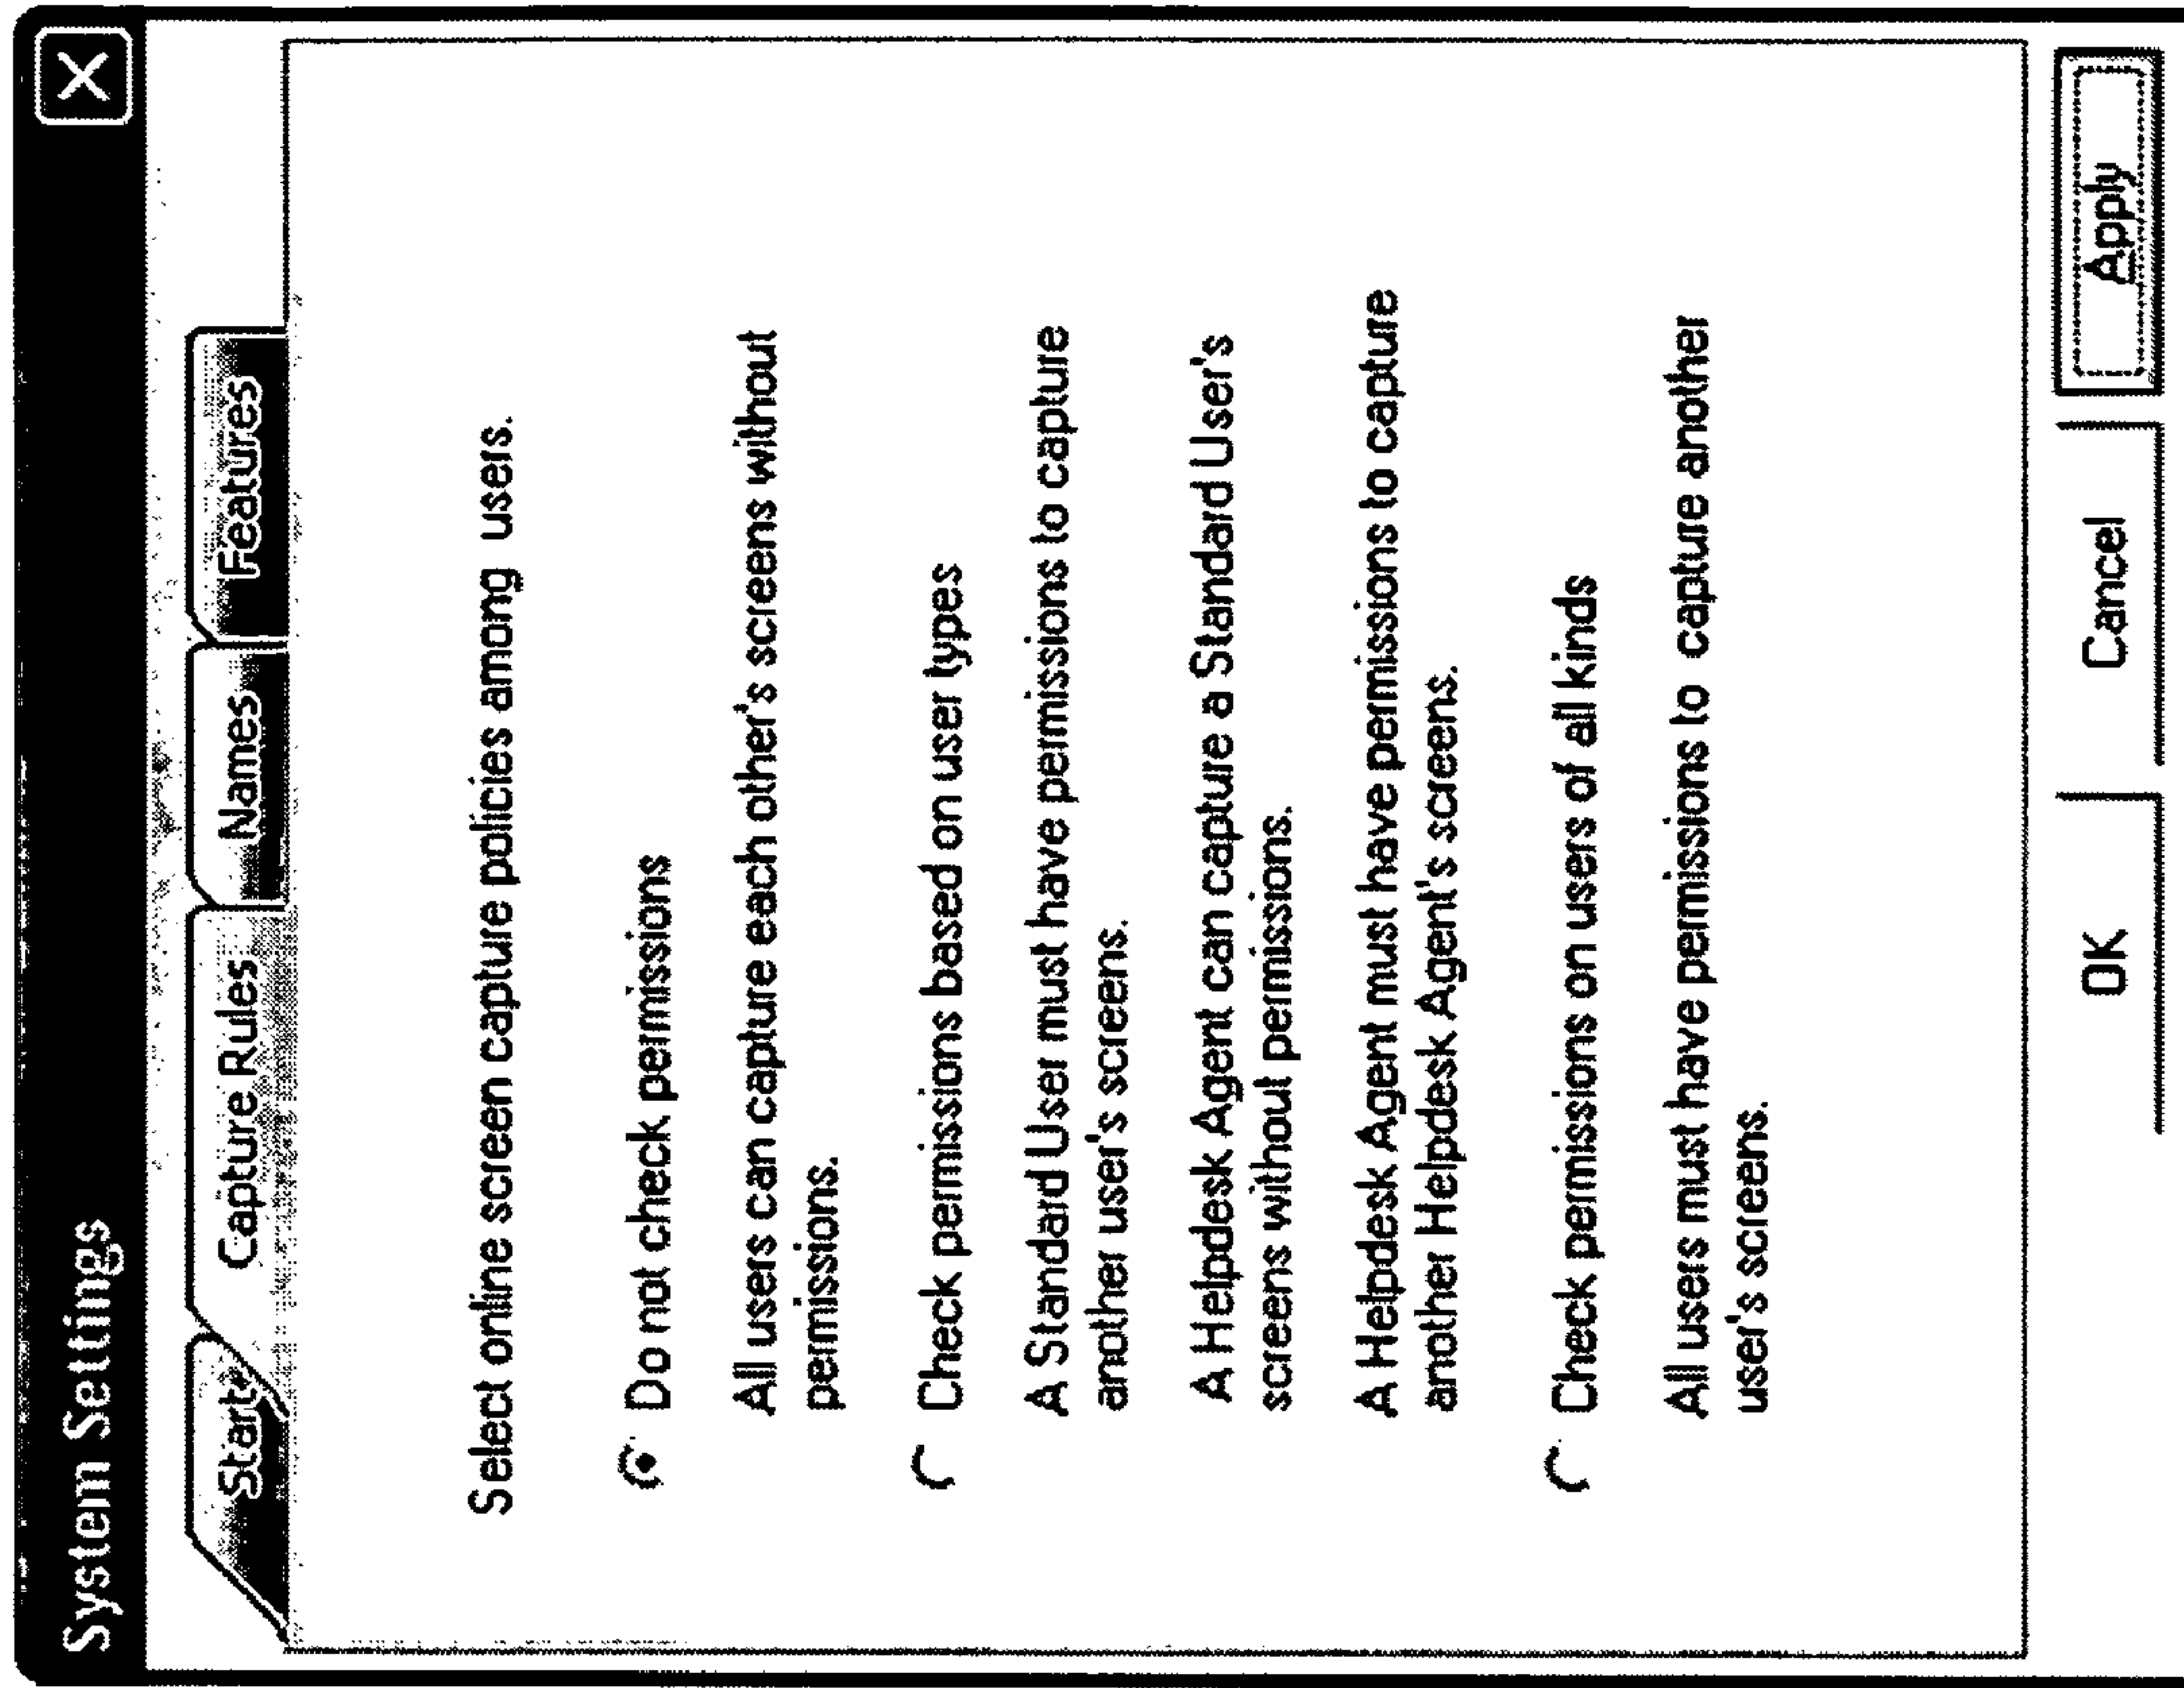 System Settings
X
Start
Capture Rules
Names
Features
Select online screen capture policies among users.
Do not check permissions
All users can capture each other's screens without
permissions.
Check permissions based on user types
A Standard User must have permissions to capture
another user's screens.
A Helpdesk Agent can capture a Standard User's
screens without permissions.
A Helpdesk Agent must have permissions to capture
another Helpdesk Agent's screens.
Check permissions on users of all kinds
All users must have permissions to capture another
user's screens.
OK
Cancel
Apply